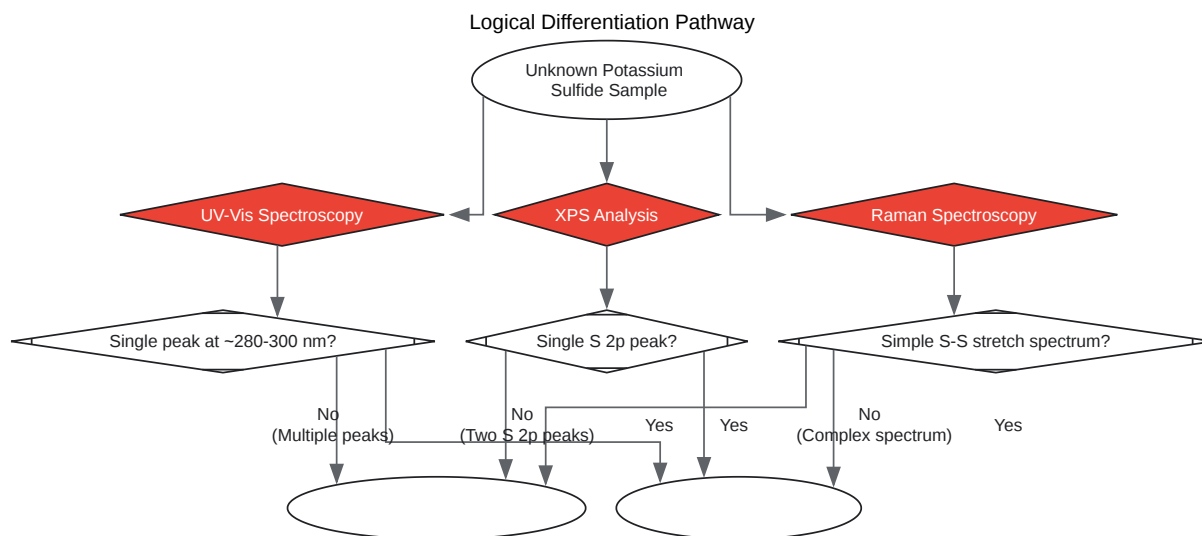 Logical Differentiation Pathway
Unknown Potassium
Sulfide Sample
UV-Vis Spectroscopy
XPS Analysis
Raman Spectroscopy
Single peak at ~280-300 nm?
Single S 2p peak?
Simple S-S stretch spectrum?
No
(Multiple peaks)
No
(Two S 2p peaks)
Yes
Yes
No
(Complex spectrum)
Yes